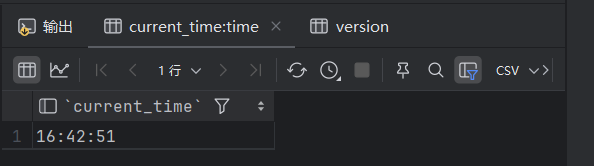 输出 current_time:time version
1 行 CSV
`current_time`
1 16:42:51